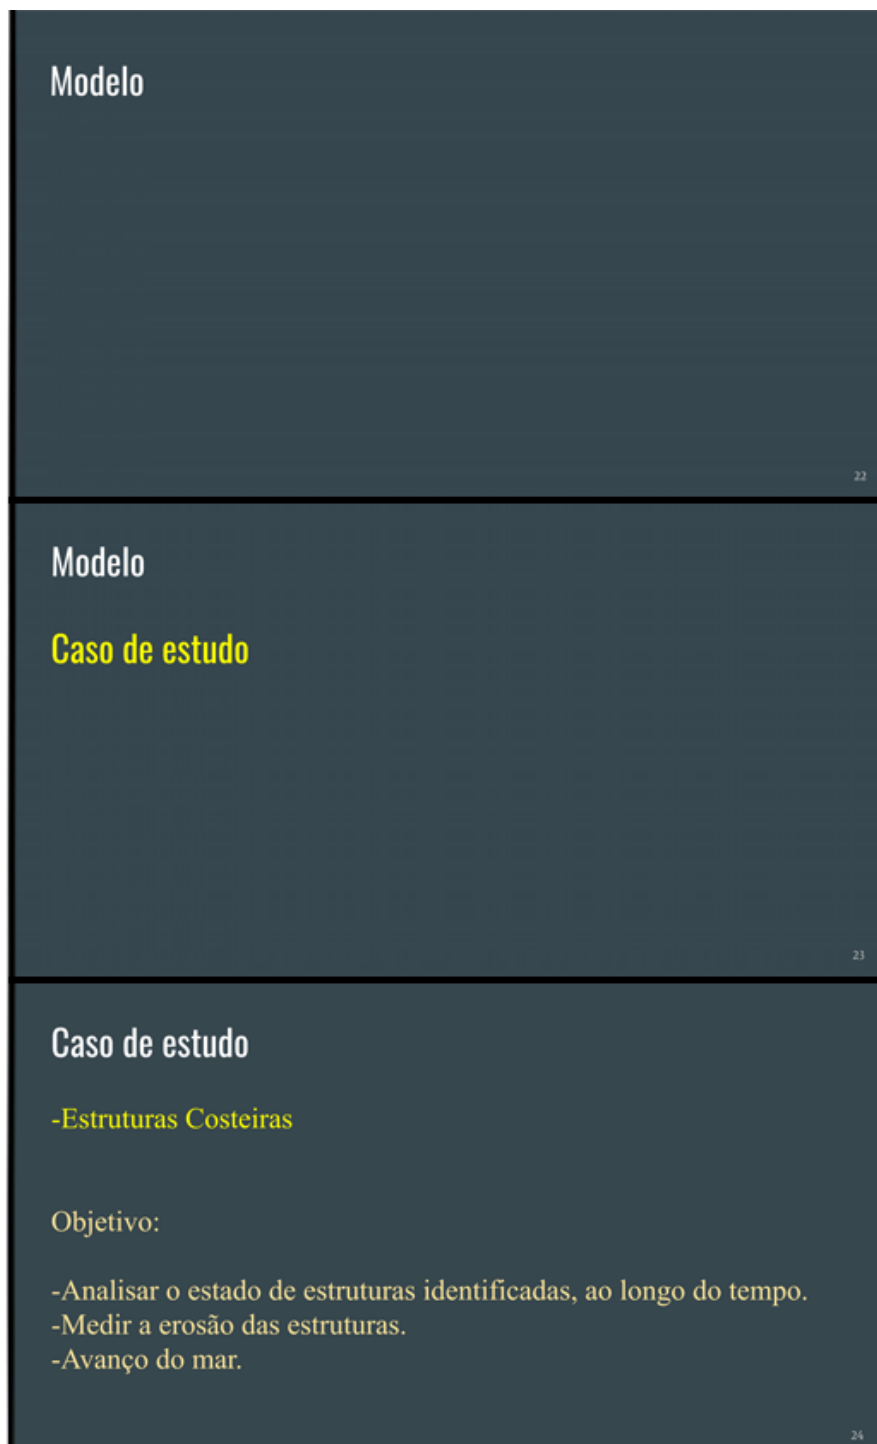 Modelo
22
Modelo
Caso de estudo
23
Caso de estudo
-Estruturas Costeiras
Objetivo:
-Analisar o estado de estruturas identificadas, ao longo do tempo.
-Medir a erosão das estruturas.
-Avanço do mar.
24